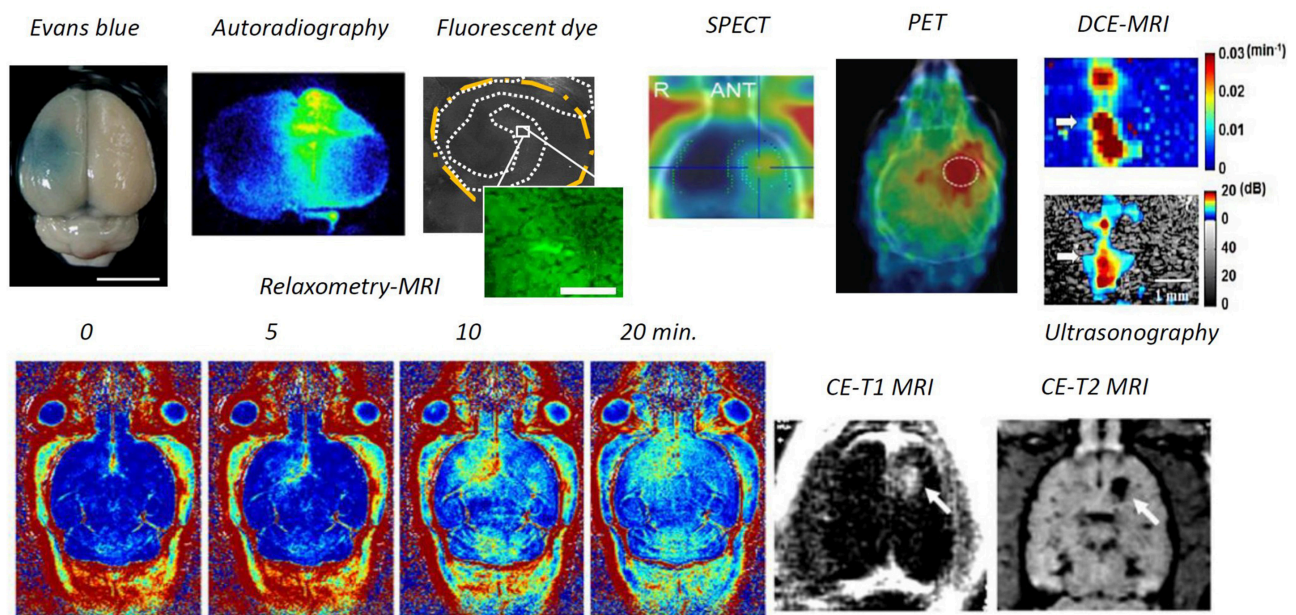 Evans blue
Autoradiography
Fluorescent dye
SPECT
PET
DCE-MRI
R
ANT
0.03 (min-1)
0.02
0.01
0
20 (dB)
0
40
20
0
1 mm
Relaxometry-MRI
0
5
10
20 min.
Ultrasonography
CE-T1 MRI
CE-T2 MRI